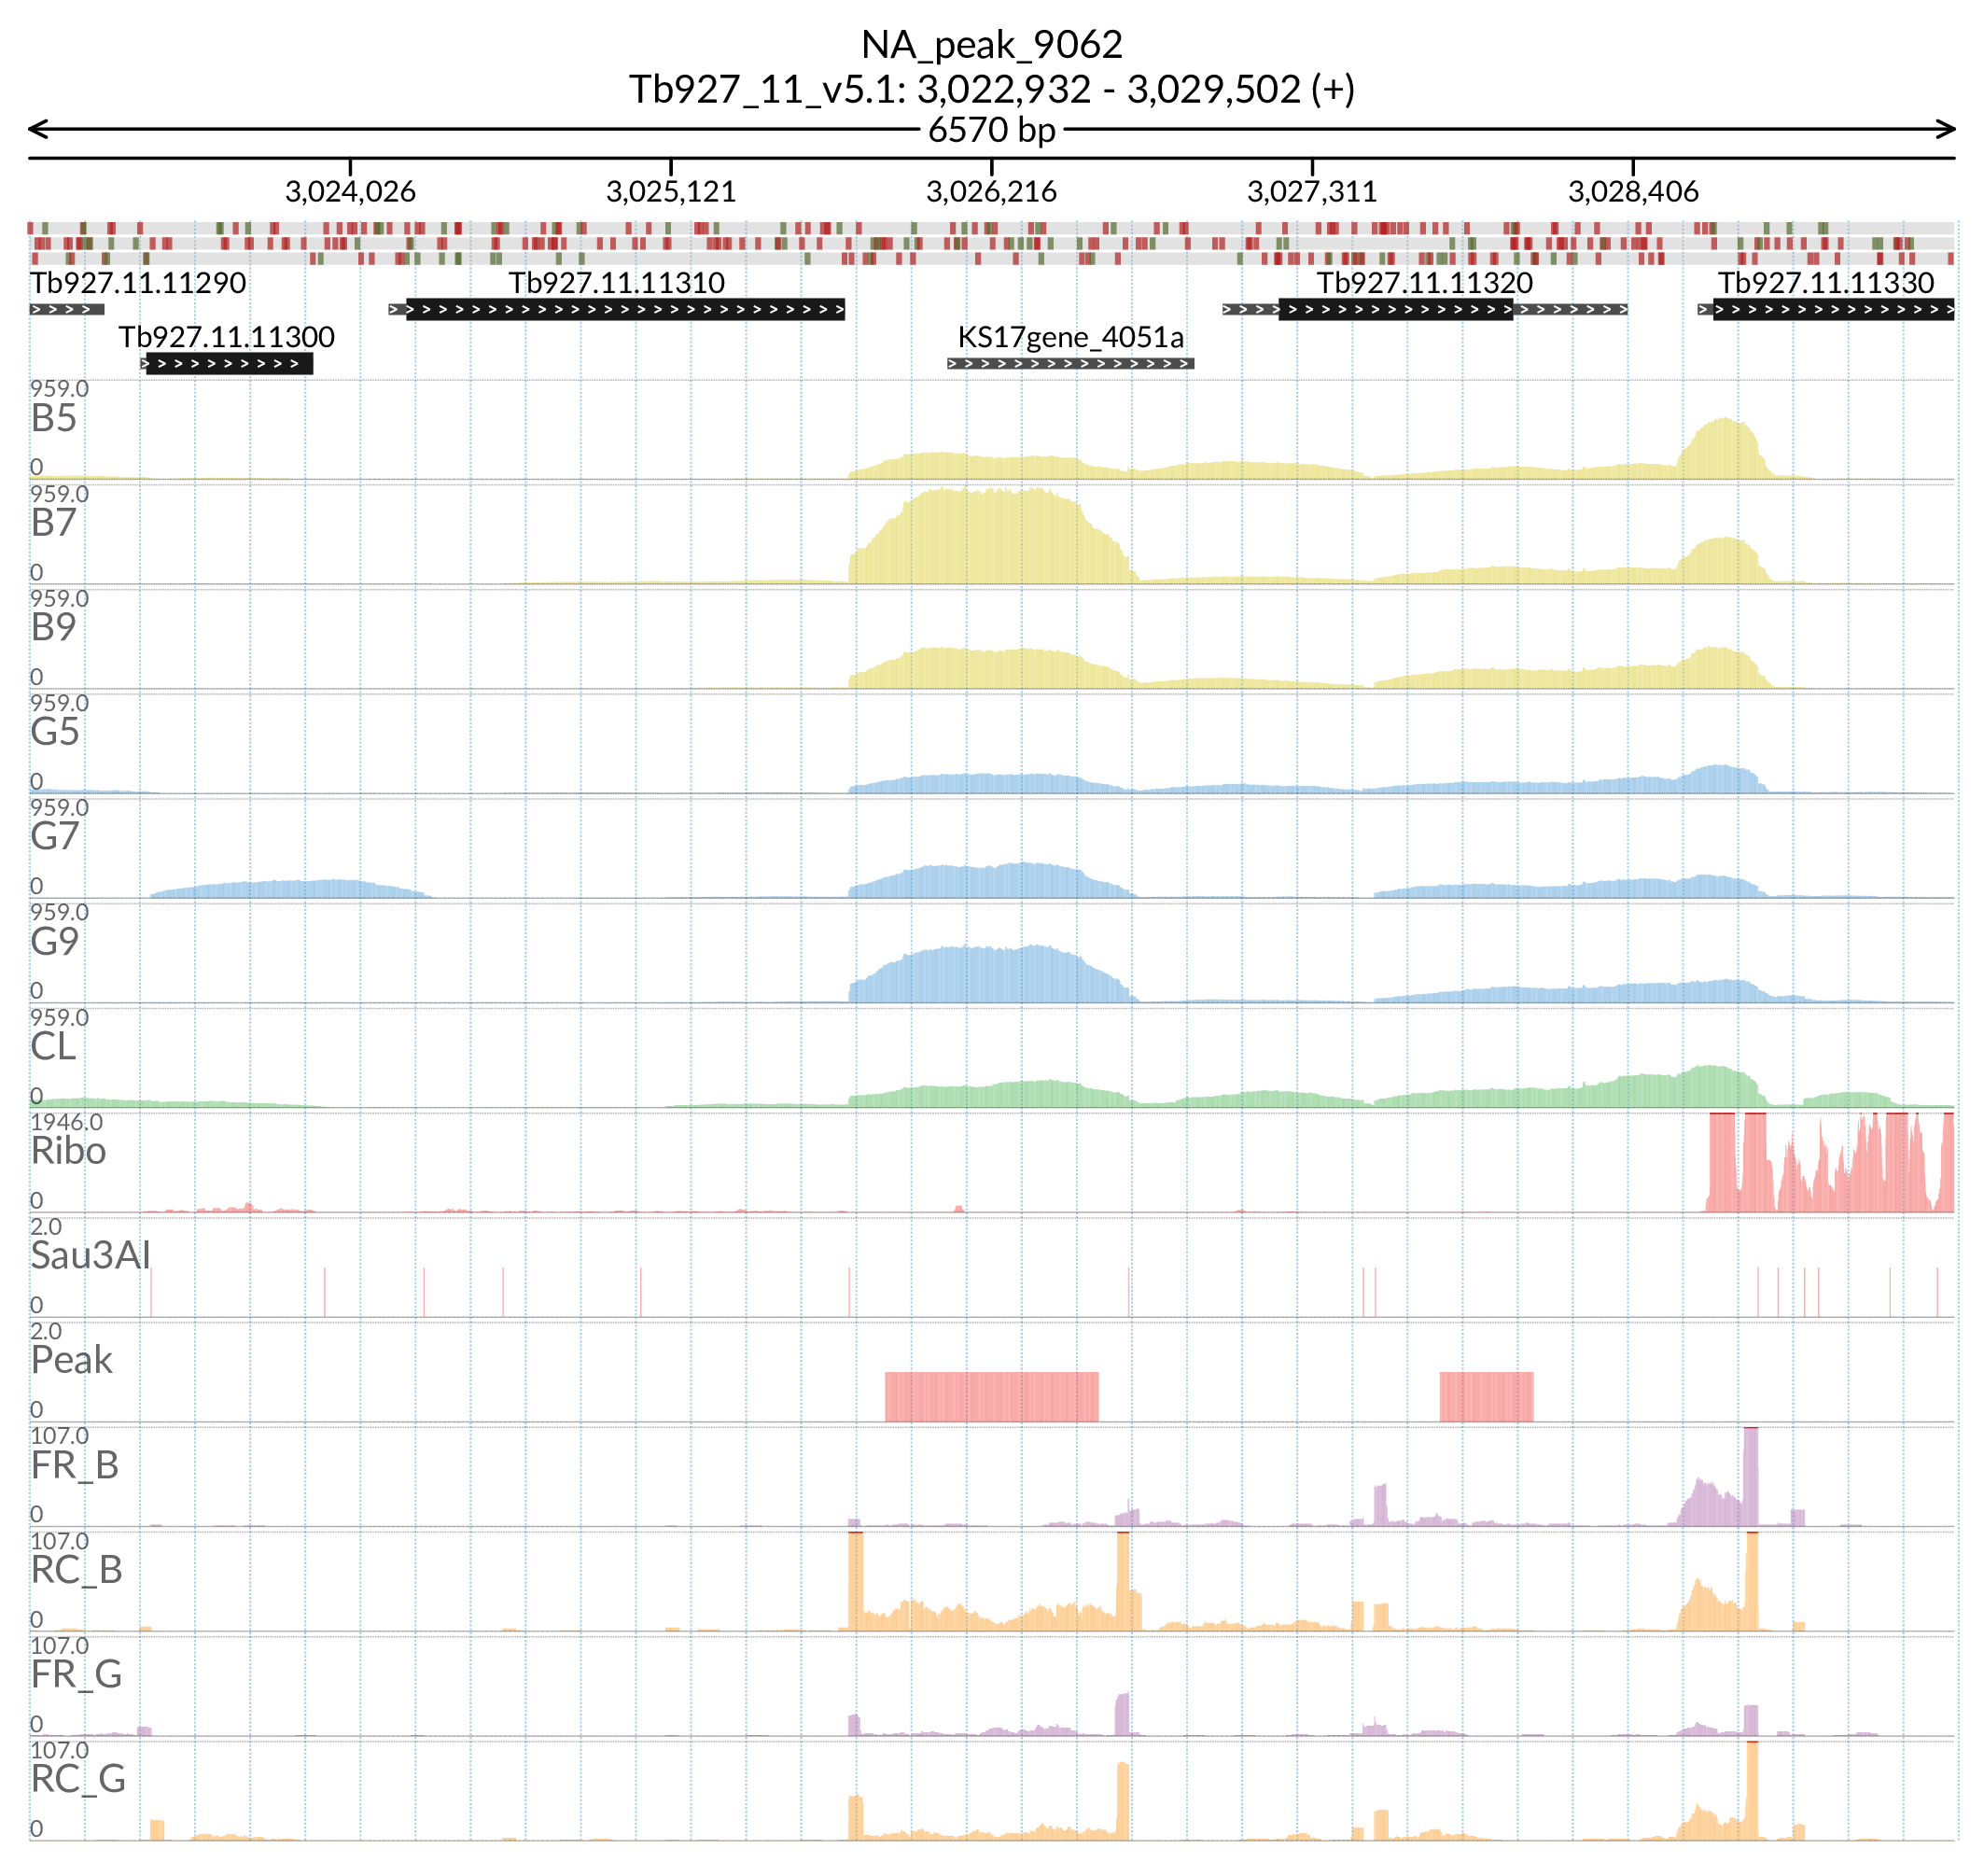 NA_peak_9062
Tb927_11_v5.1: 3,022,932 - 3,029,502 (+)
6570 bp
3,024,026 3,025,121 3,026,216 3,027,311 3,028,406
Tb927.11.11290 Tb927.11.11310 Tb927.11.11320 Tb927.11.11330
Tb927.11.11300 KS17gene_4051a
959.0
B5
0
959.0
B7
0
959.0
B9
0
959.0
G5
0
959.0
G7
0
959.0
G9
0
959.0
CL
0
1946.0
Ribo
0
2.0
Sau3AI
0
2.0
Peak
0
107.0
FR_B
0
107.0
RC_B
0
107.0
FR_G
0
107.0
RC_G
0